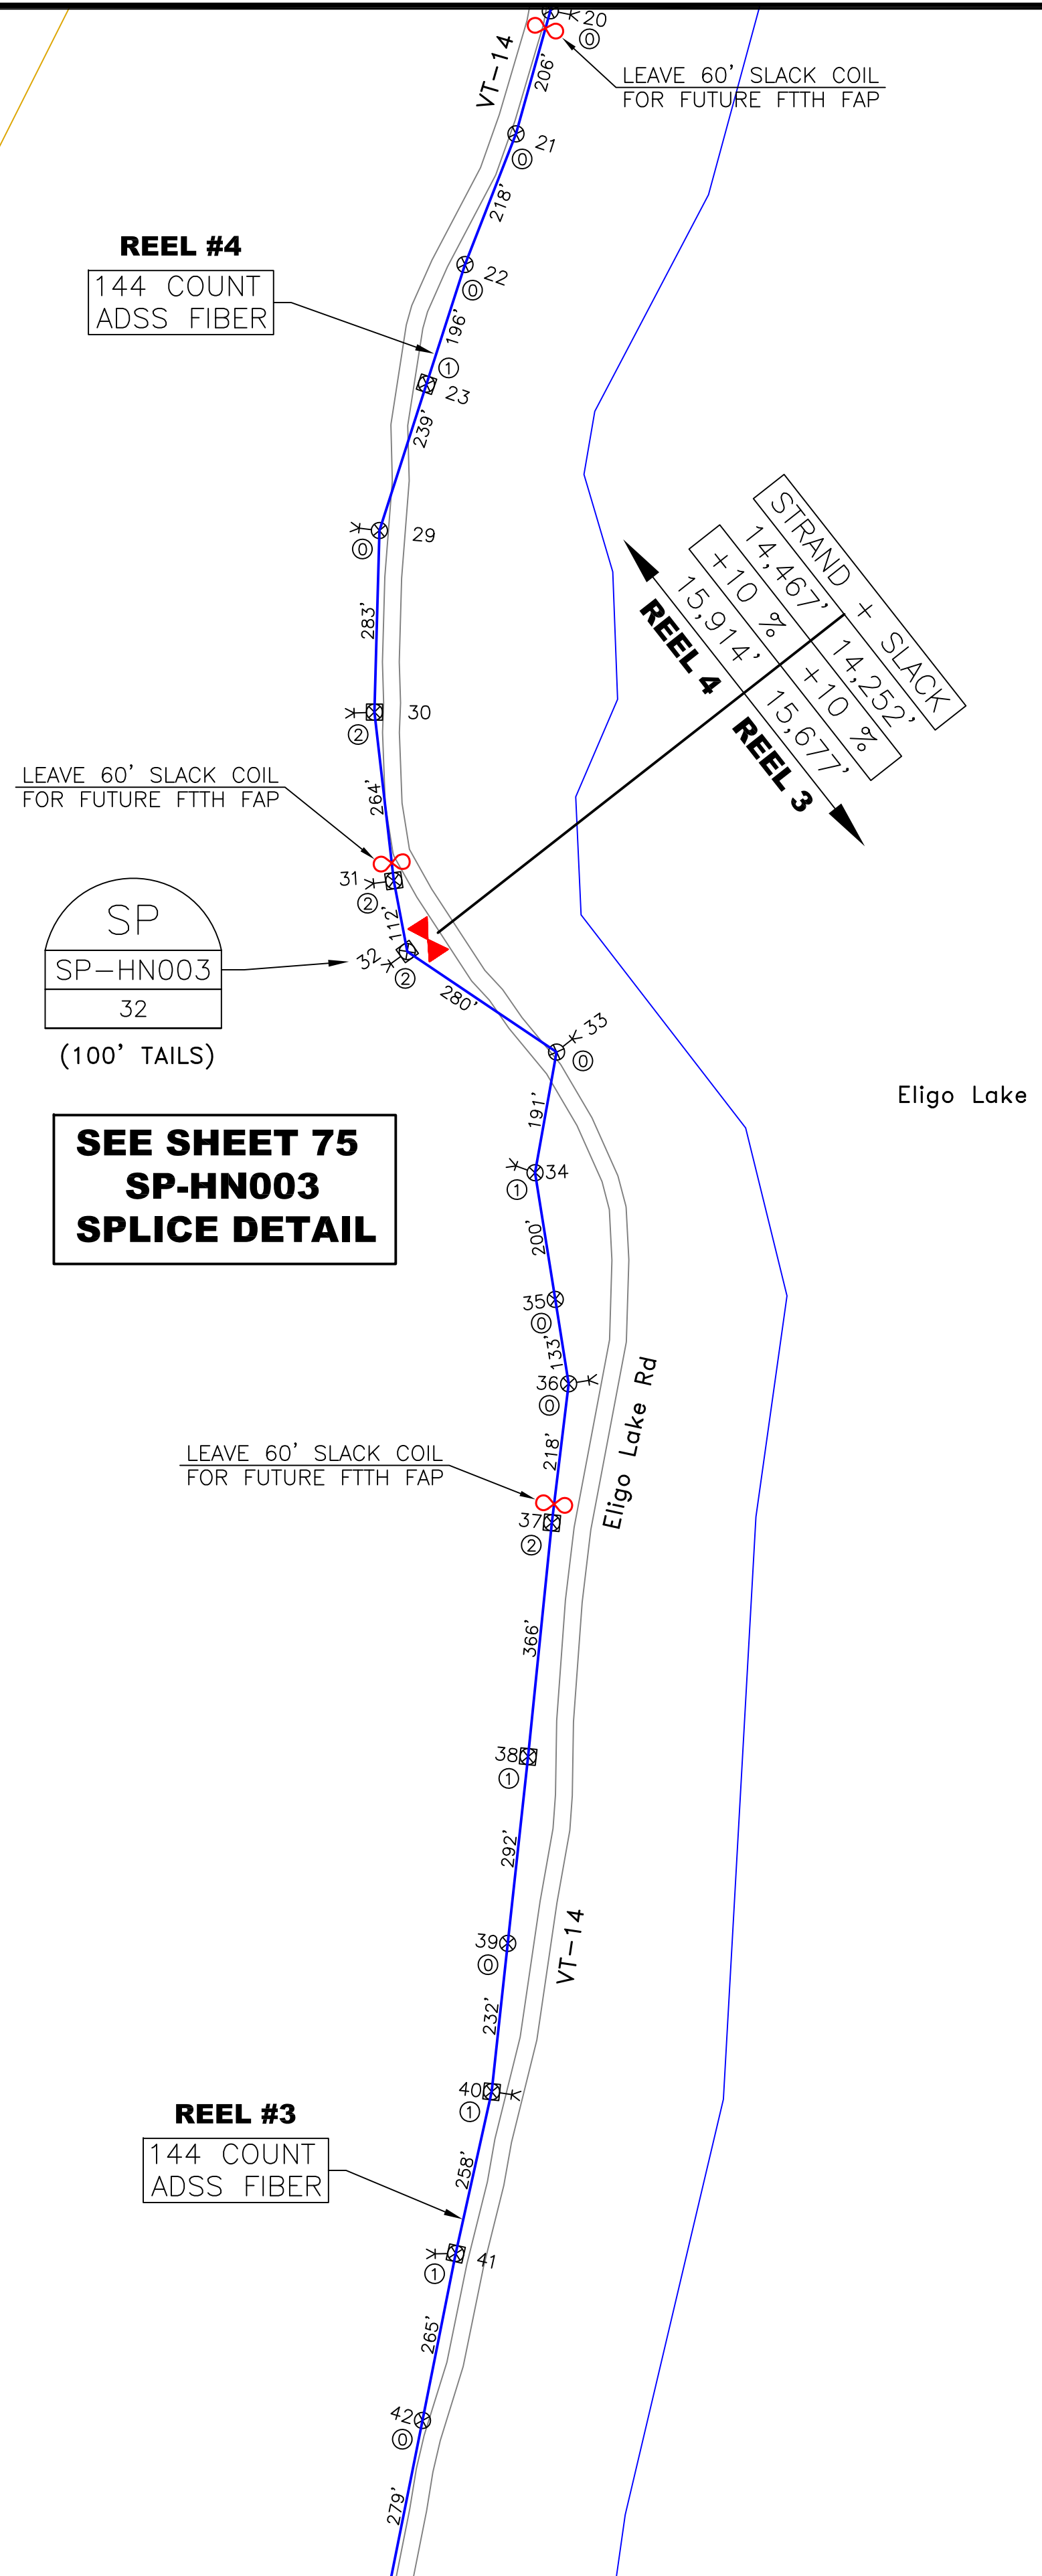 20
0
VT-14
206'
LEAVE 60' SLACK COIL
FOR FUTURE FTTH FAP
21
0
218'
REEL #4
144 COUNT
ADSS FIBER
22
0
196'
1
23
239'
29
0
283'
STRAND + SLACK
14,467' 14,252'
+10 % +10 %
15,914' 15,677'
REEL 4 REEL 3
30
2
264'
LEAVE 60' SLACK COIL
FOR FUTURE FTTH FAP
31
2
112'
SP
SP-HN003
32
(100' TAILS)
32
2
280'
33
0
Eligo Lake
191'
SEE SHEET 75
SP-HN003
SPLICE DETAIL
34
1
200'
35
0
133'
36
0
Eligo Lake Rd
218'
LEAVE 60' SLACK COIL
FOR FUTURE FTTH FAP
37
2
366'
38
1
292'
39
0
VT-14
232'
40
1
REEL #3
144 COUNT
ADSS FIBER
258'
41
1
265'
42
0
279'